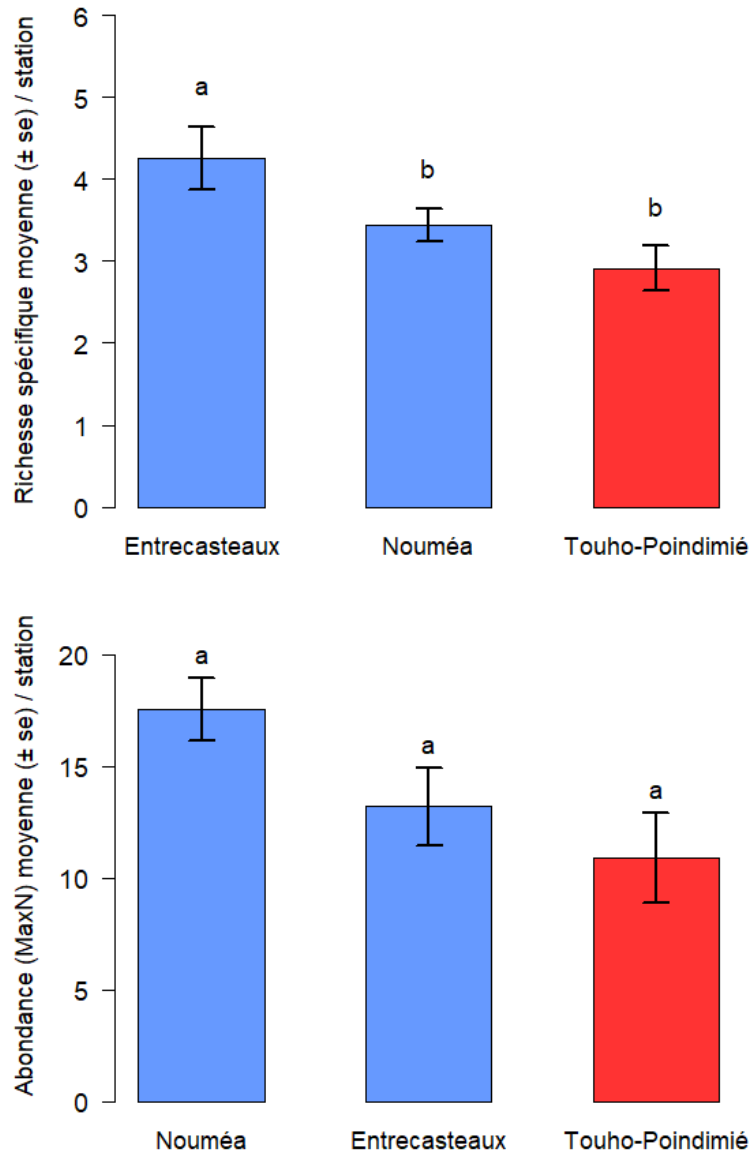 Richesse spécifique moyenne (± se) / station
6
5
4
3
2
1
0
a
b
b
Entrecasteaux
Nouméa
Touho-Poindimié
Abondance (MaxN) moyenne (± se) / station
20
15
10
5
0
a
a
a
Nouméa
Entrecasteaux
Touho-Poindimié